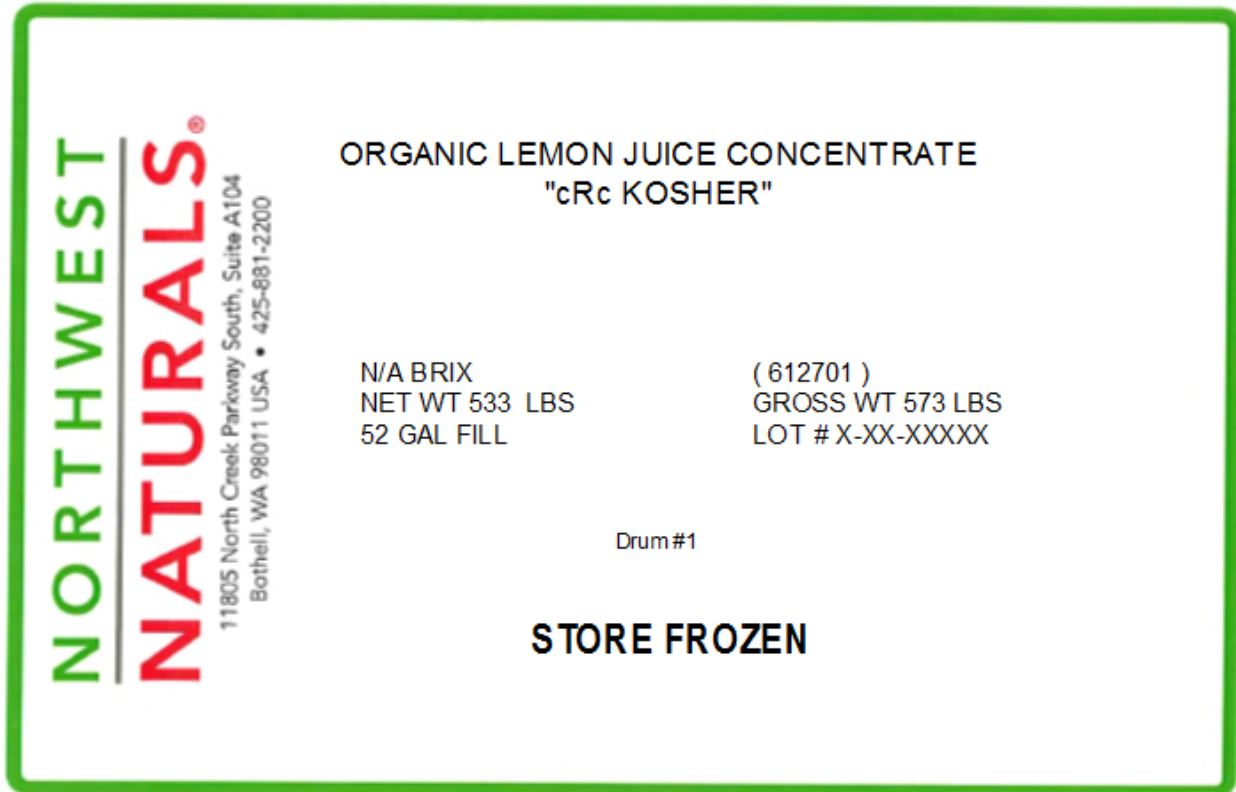 NORTHWEST
NATURALS®
11805 North Creek Parkway South, Suite A104
Bothell, WA 98011 USA • 425-881-2200
ORGANIC LEMON JUICE CONCENTRATE
"cRc KOSHER"
N/A BRIX
NET WT 533 LBS
52 GAL FILL
( 612701 )
GROSS WT 573 LBS
LOT # X-XX-XXXXX
Drum #1
STORE FROZEN